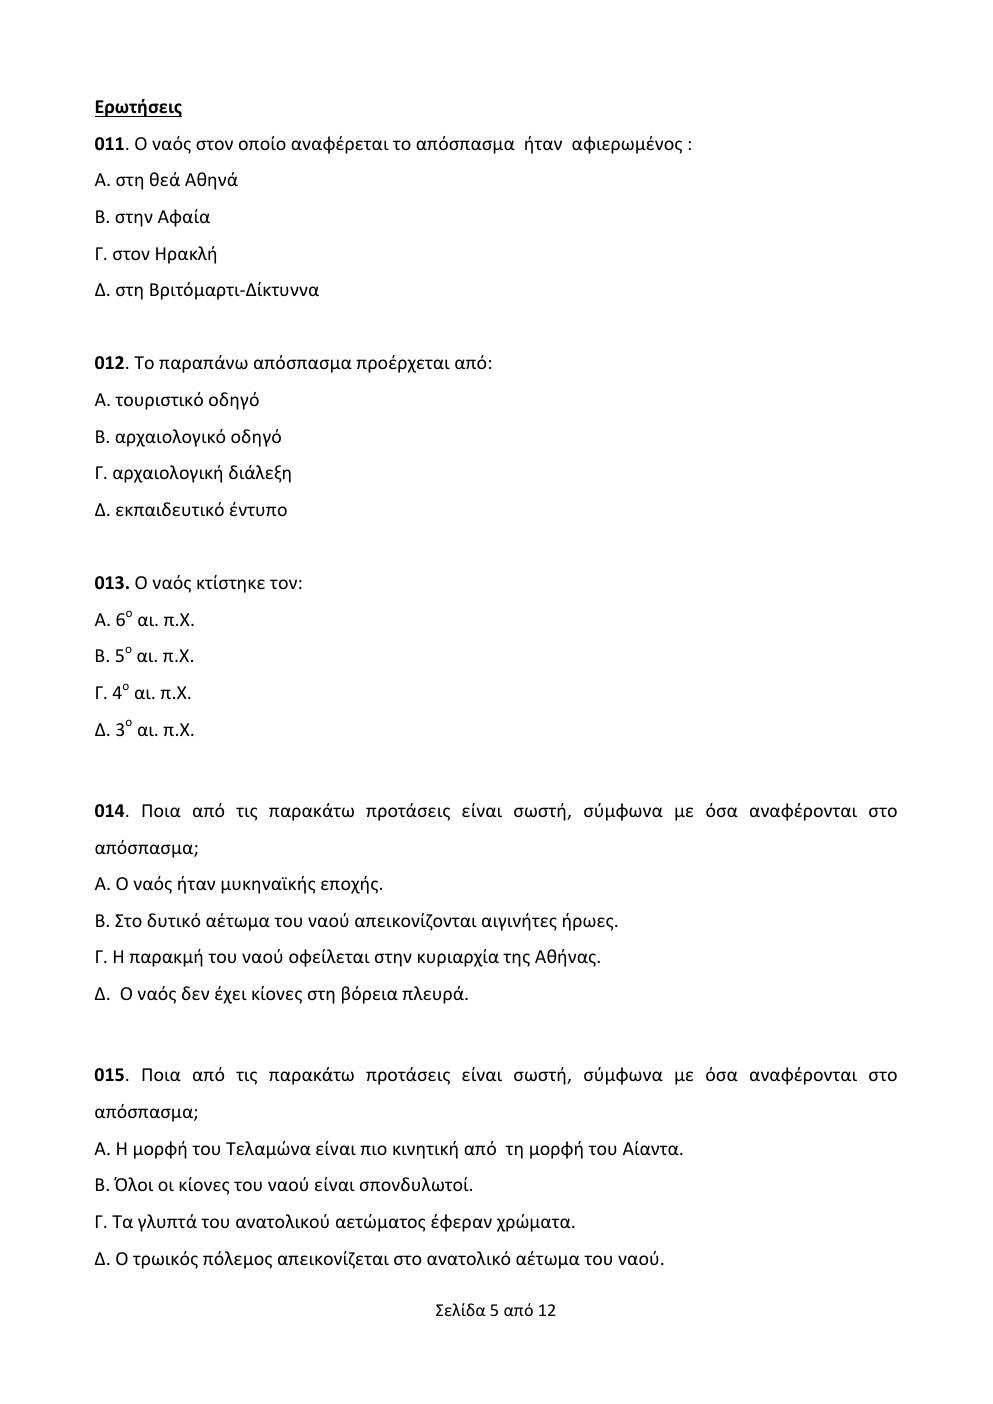 Ερωτήσεις
011. Ο ναός στον οποίο αναφέρεται το απόσπασμα ήταν αφιερωμένος :
Α. στη θεά Αθηνά
Β. στην Αφαία
Γ. στον Ηρακλή
Δ. στη Βριτόμαρτι-Δίκτυννα
012. Το παραπάνω απόσπασμα προέρχεται από:
Α. τουριστικό οδηγό
Β. αρχαιολογικό οδηγό
Γ. αρχαιολογική διάλεξη
Δ. εκπαιδευτικό έντυπο
013. Ο ναός κτίστηκε τον:
Α. 6ο αι. π.Χ.
Β. 5ο αι. π.Χ.
Γ. 4ο αι. π.Χ.
Δ. 3ο αι. π.Χ.
014. Ποια από τις παρακάτω προτάσεις είναι σωστή, σύμφωνα με όσα αναφέρονται στο
απόσπασμα;
Α. Ο ναός ήταν μυκηναϊκής εποχής.
Β. Στο δυτικό αέτωμα του ναού απεικονίζονται αιγινήτες ήρωες.
Γ. Η παρακμή του ναού οφείλεται στην κυριαρχία της Αθήνας.
Δ. Ο ναός δεν έχει κίονες στη βόρεια πλευρά.
015. Ποια από τις παρακάτω προτάσεις είναι σωστή, σύμφωνα με όσα αναφέρονται στο
απόσπασμα;
Α. Η μορφή του Τελαμώνα είναι πιο κινητική από τη μορφή του Αίαντα.
Β. Όλοι οι κίονες του ναού είναι σπονδυλωτοί.
Γ. Τα γλυπτά του ανατολικού αετώματος έφεραν χρώματα.
Δ. Ο τρωικός πόλεμος απεικονίζεται στο ανατολικό αέτωμα του ναού.
Σελίδα 5 από 12